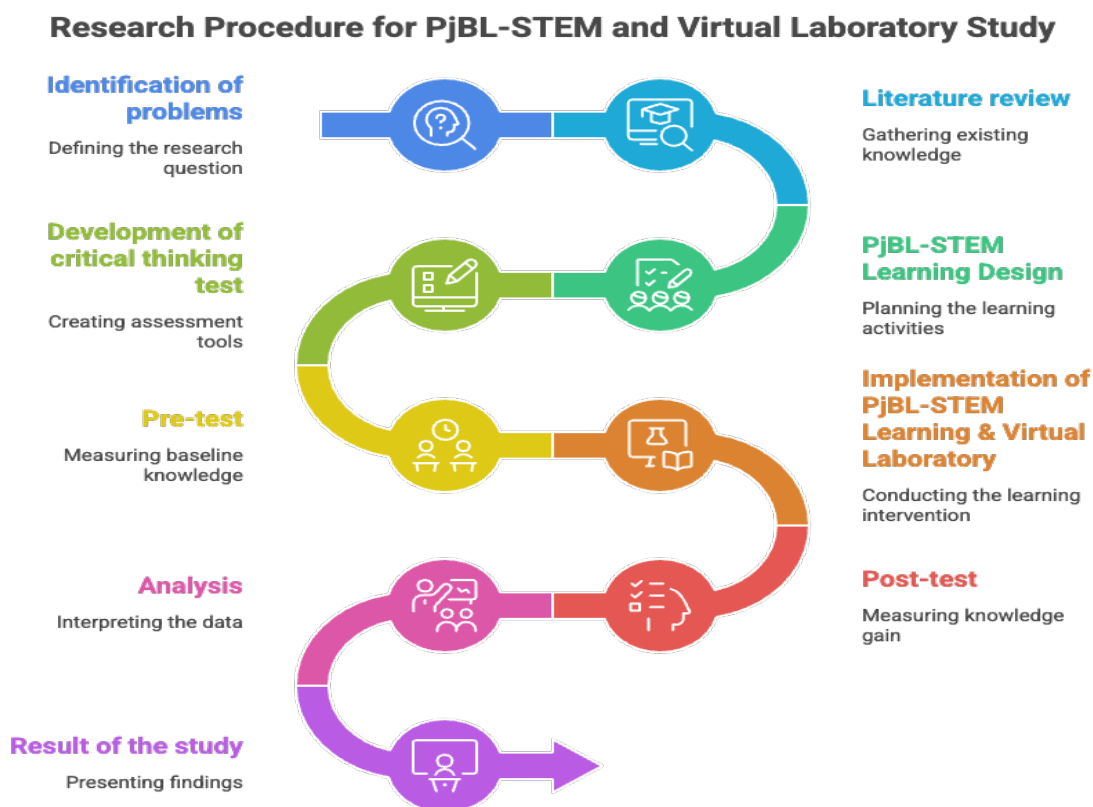 Research Procedure for PjBL-STEM and Virtual Laboratory Study
Identification of
problems
Defining the research
question
Literature review
Gathering existing
knowledge
PjBL-STEM
Learning Design
Planning the learning
activities
Development of
critical thinking
test
Creating assessment
tools
Pre-test
Measuring baseline
knowledge
Implementation of
PjBL-STEM
Learning & Virtual
Laboratory
Conducting the learning
intervention
Post-test
Measuring knowledge
gain
Analysis
Interpreting the data
Result of the study
Presenting findings